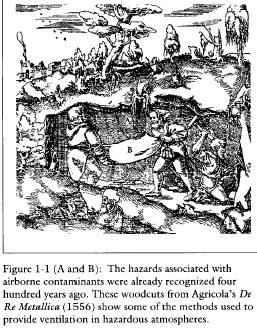 B
Figure 1-1 (A and B): The hazards associated with
airborne contaminants were already recognized four
hundred years ago. These woodcuts from Agricola's De
Re Metallica (1556) show some of the methods used to
provide ventilation in hazardous atmospheres.